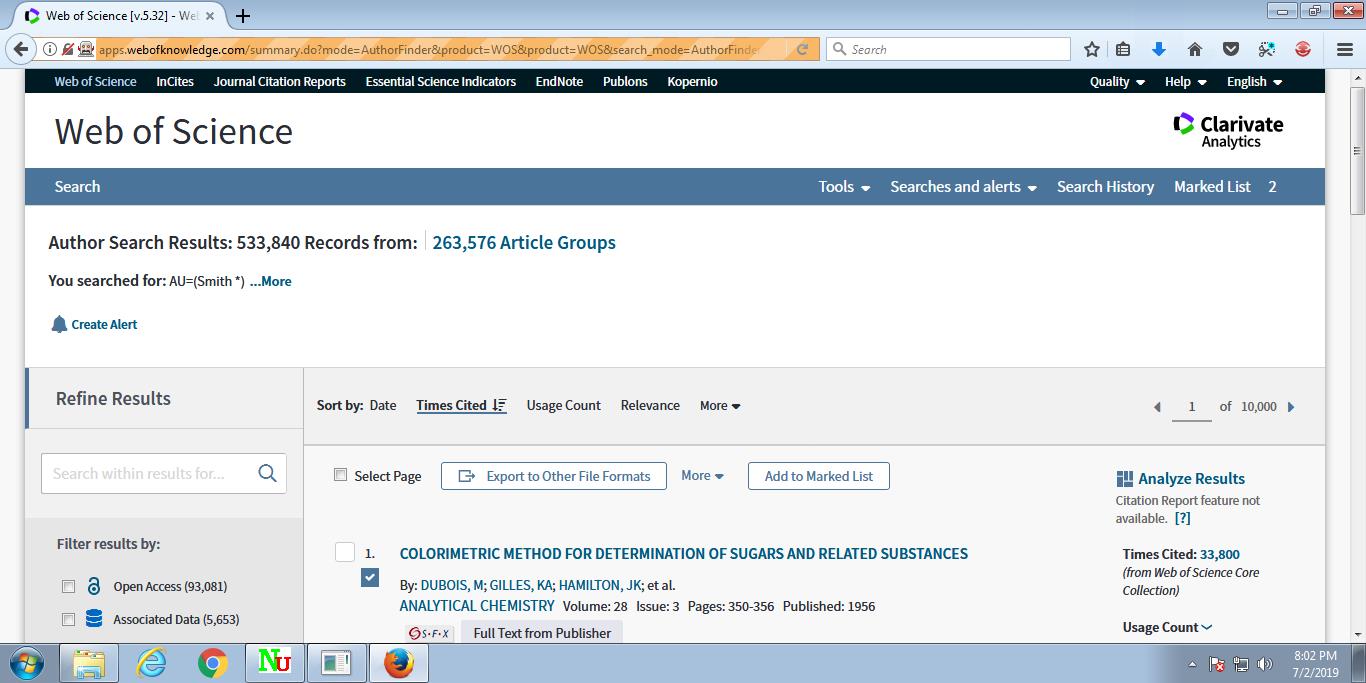 Web of Science [v.5.32] - Wel
apps.webofknowledge.com/summary.do?mode=AuthorFinder&product=WOS&product=WOS&search_mode=AuthorFinde
Search
Web of Science InCites Journal Citation Reports Essential Science Indicators EndNote Publons Kopernio Quality Help English
Web of Science
Clarivate
Analytics
Search Tools Searches and alerts Search History Marked List 2
Author Search Results: 533,840 Records from: 263,576 Article Groups
You searched for: AU=(Smith *) ...More
Create Alert
Refine Results
Sort by: Date Times Cited Usage Count Relevance More 1 of 10,000
Search within results for...
Select Page Export to Other File Formats More Add to Marked List
Analyze Results
Citation Report feature not
available. [?]
Filter results by:
Open Access (93,081)
Associated Data (5,653)
1. COLORIMETRIC METHOD FOR DETERMINATION OF SUGARS AND RELATED SUBSTANCES
By: DUBOIS, M; GILLES, KA; HAMILTON, JK; et al.
ANALYTICAL CHEMISTRY Volume: 28 Issue: 3 Pages: 350-356 Published: 1956
S·F·X Full Text from Publisher
Times Cited: 33,800
(from Web of Science Core
Collection)
Usage Count
NU
8:02 PM
7/2/2019